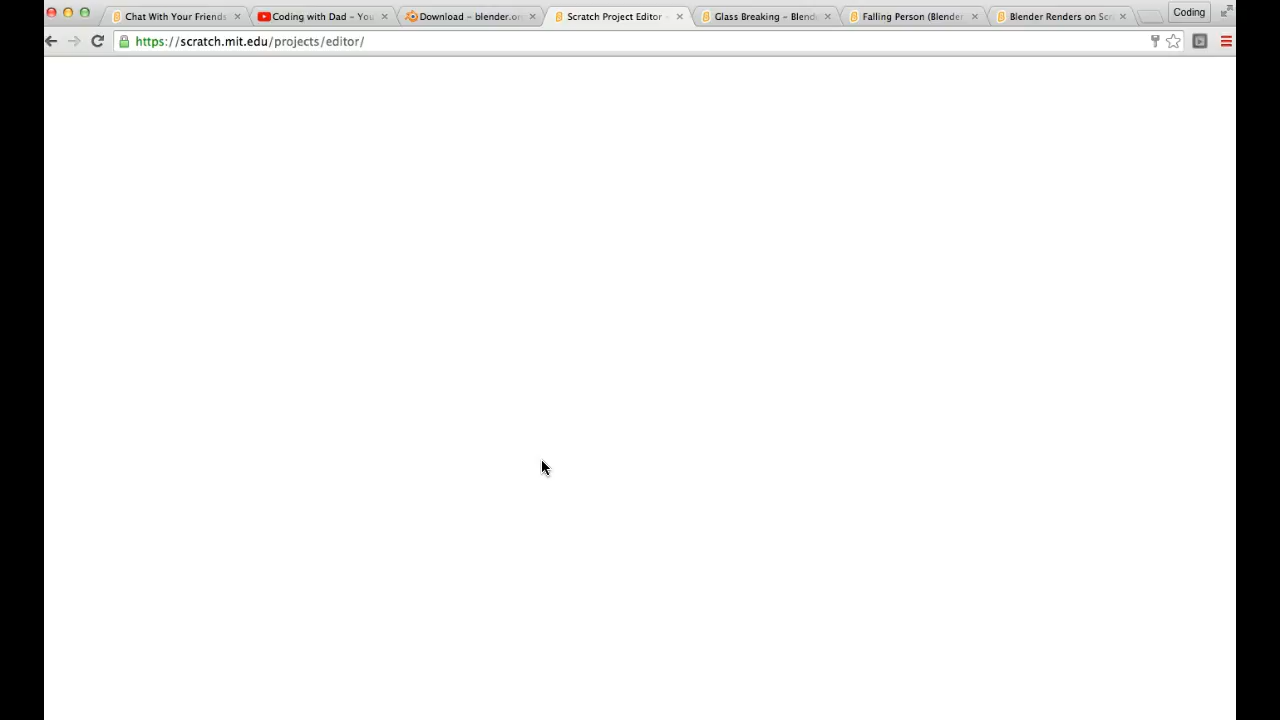 Chat With Your Friends
Coding with Dad – You
Download – blender.or
Scratch Project Editor -
Glass Breaking – Blend
Falling Person (Blender
Blender Renders on Sc
Coding
https://scratch.mit.edu/projects/editor/